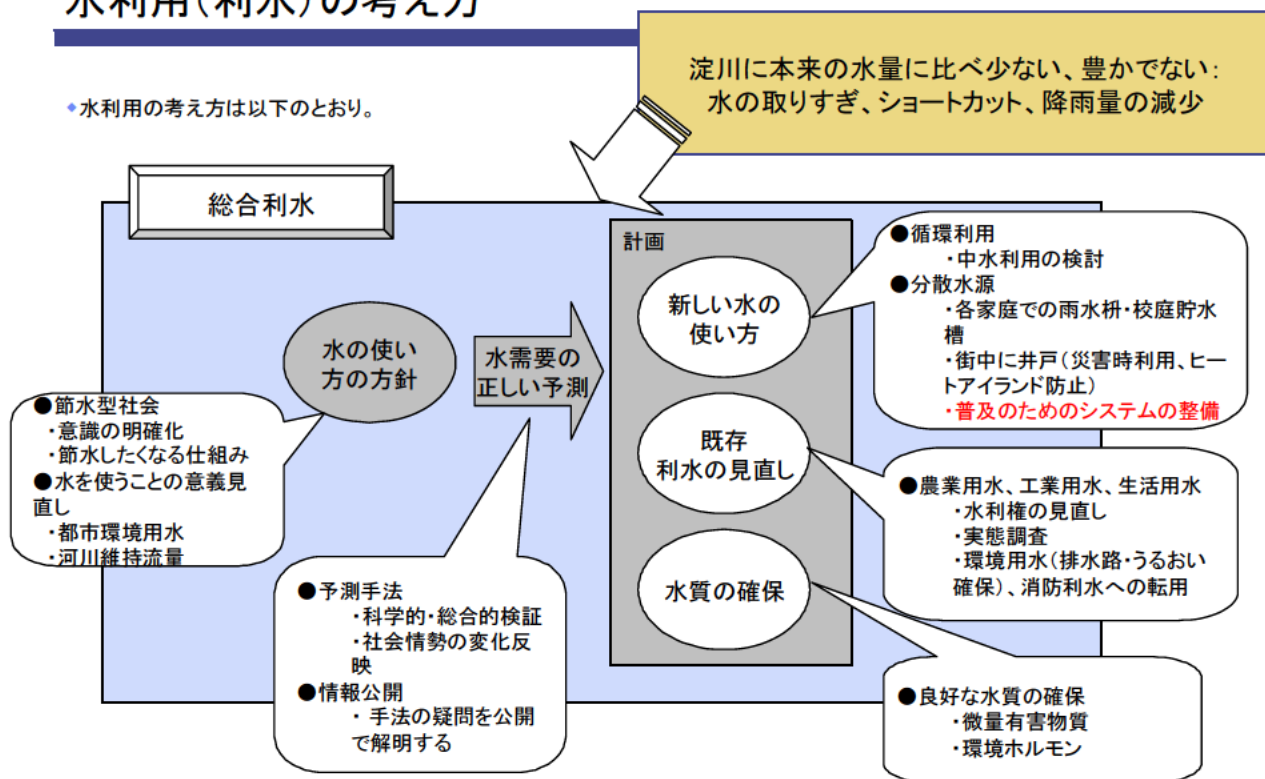 水利用(利水)の考え方
淀川に本来の水量に比べ少ない、豊かでない:
水の取りすぎ、ショートカット、降雨量の減少
水利用の考え方は以下のとおり。
総合利水
計画
水の使い
方の方針
水需要の
正しい予測
新しい水の
使い方
既存
利水の見直し
水質の確保
●節水型社会
・意識の明確化
・節水したくなる仕組み
●水を使うことの意義見
直し
・都市環境用水
・河川維持流量
●予測手法
・科学的・総合的検証
・社会情勢の変化反
映
●情報公開
・ 手法の疑問を公開
で解明する
●循環利用
・中水利用の検討
●分散水源
・各家庭での雨水枡・校庭貯水
槽
・街中に井戸(災害時利用、ヒー
トアイランド防止)
・普及のためのシステムの整備
●農業用水、工業用水、生活用水
・水利権の見直し
・実態調査
・環境用水(排水路・うるおい
確保)、消防利水への転用
●良好な水質の確保
・微量有害物質
・環境ホルモン